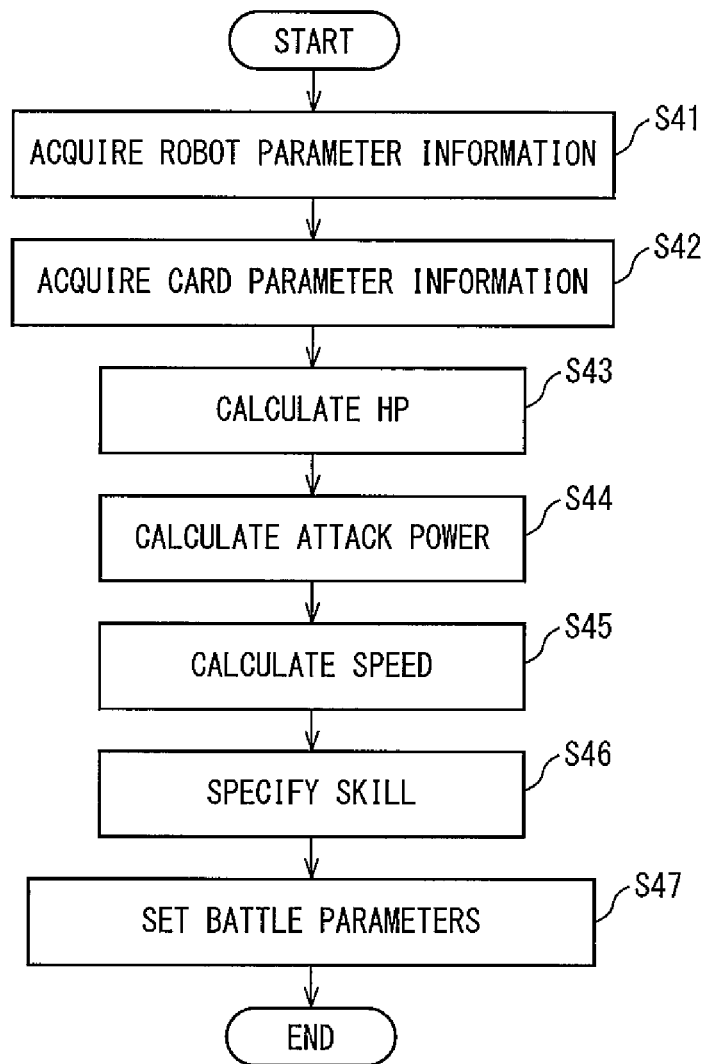 START
ACQUIRE ROBOT PARAMETER INFORMATION
S41
ACQUIRE CARD PARAMETER INFORMATION
S42
CALCULATE HP
S43
CALCULATE ATTACK POWER
S44
CALCULATE SPEED
S45
SPECIFY SKILL
S46
SET BATTLE PARAMETERS
S47
END